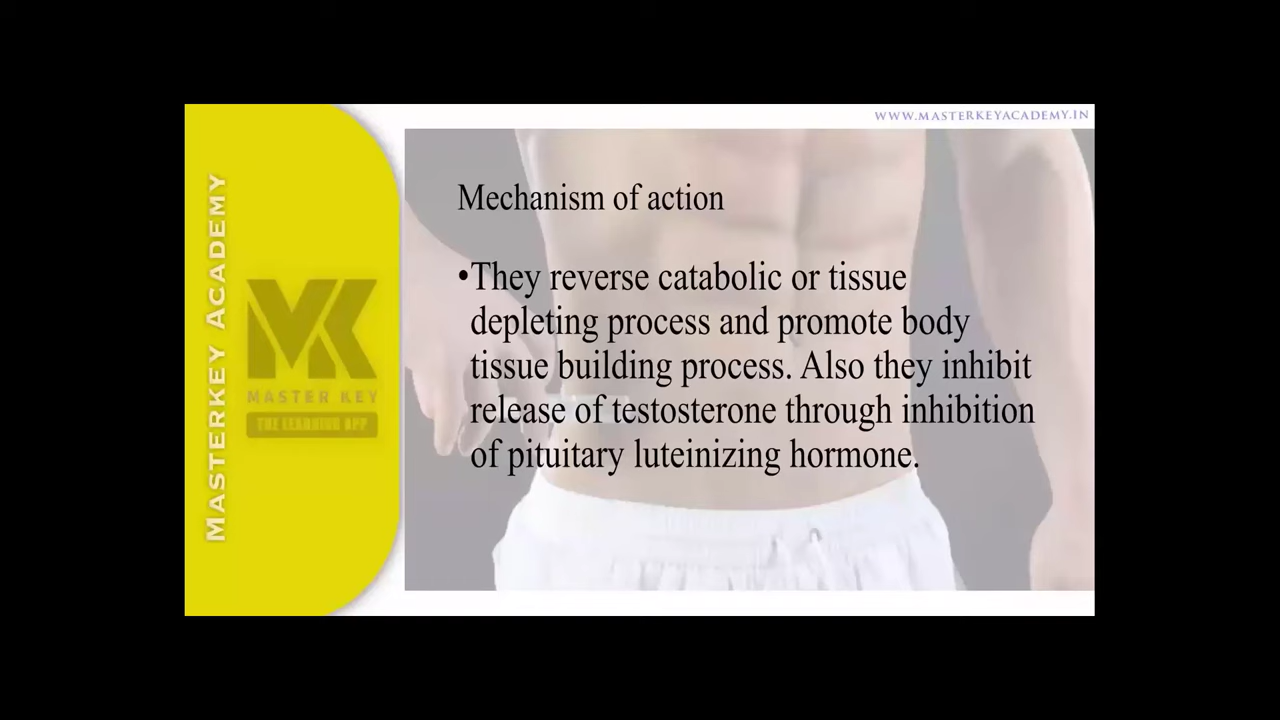 WWW.MASTERKEYACADEMY.IN
MASTERKEY ACADEMY
MK
MASTER KEY
THE LEARNING APP
Mechanism of action
•They reverse catabolic or tissue
depleting process and promote body
tissue building process. Also they inhibit
release of testosterone through inhibition
of pituitary luteinizing hormone.